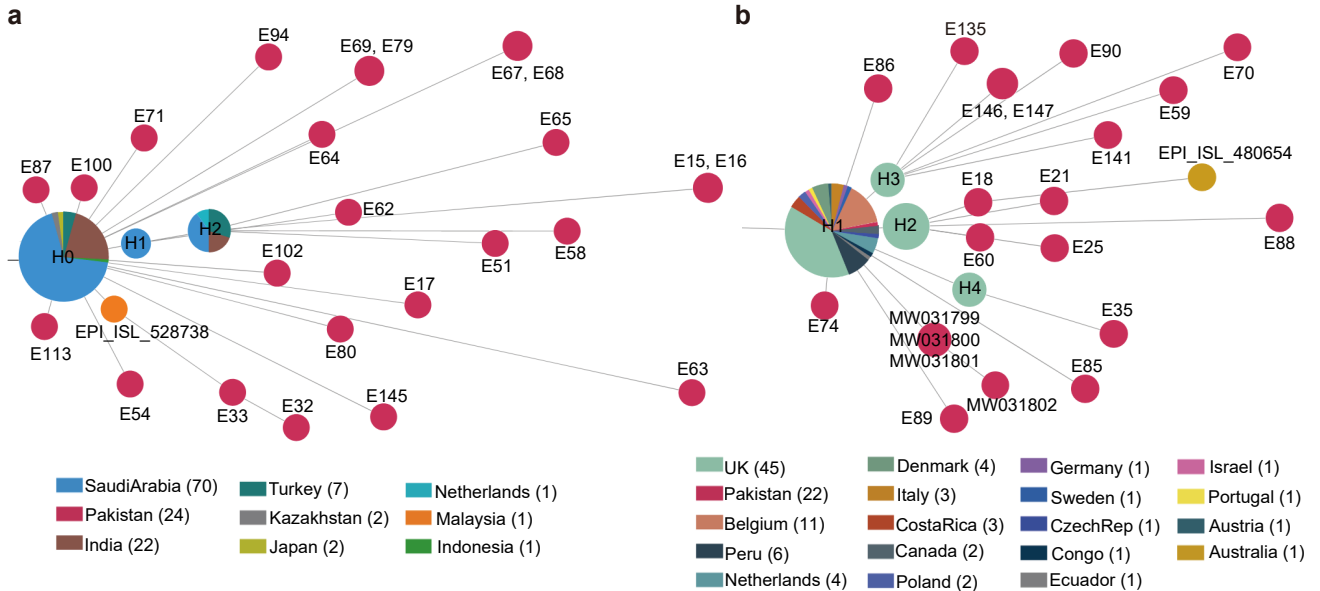 a
E94
E69, E79
E67, E68
E71
E64
E65
E87
E100
E15, E16
E62
H2
H1
H0
E58
E51
E102
E17
EPI_ISL_528738
E113
E80
E63
E54
E33
E32
E145
SaudiArabia (70)
Pakistan (24)
India (22)
Turkey (7)
Kazakhstan (2)
Japan (2)
Netherlands (1)
Malaysia (1)
Indonesia (1)
b
E135
E90
E70
E86
E146, E147
E59
E141
EPI_ISL_480654
H3
E18
E21
H1
H2
E88
E60
E25
H4
E74
MW031799
MW031800
MW031801
E35
E85
MW031802
E89
UK (45)
Pakistan (22)
Belgium (11)
Peru (6)
Netherlands (4)
Denmark (4)
Italy (3)
CostaRica (3)
Canada (2)
Poland (2)
Germany (1)
Sweden (1)
CzechRep (1)
Congo (1)
Ecuador (1)
Israel (1)
Portugal (1)
Austria (1)
Australia (1)